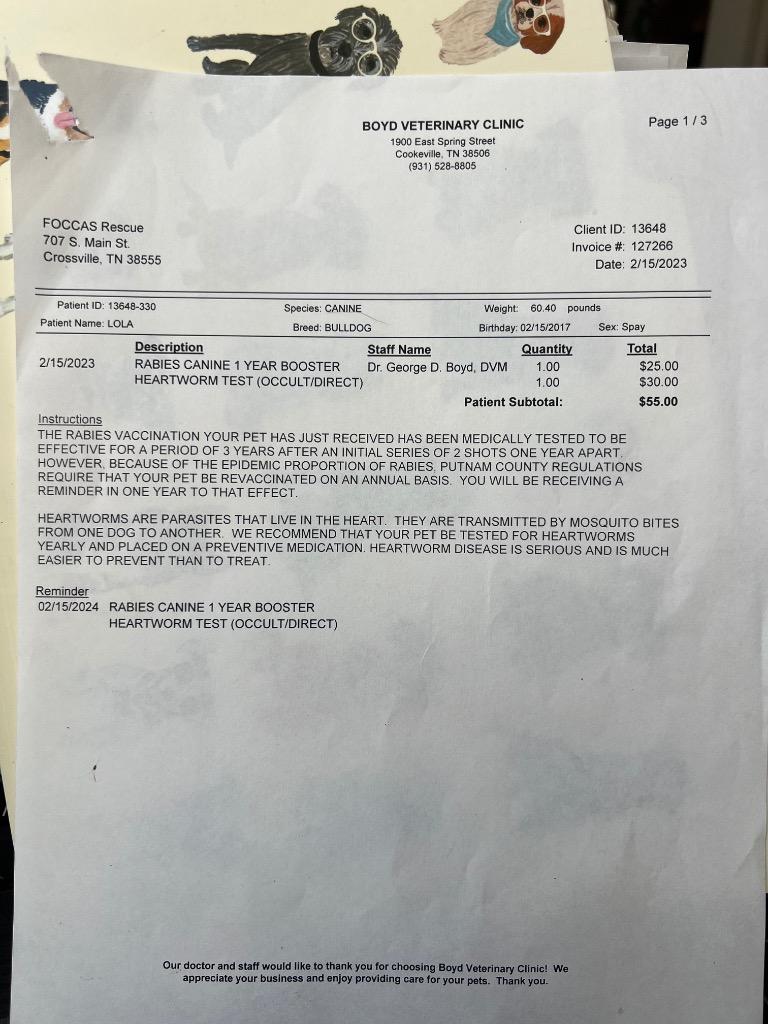 BOYD VETERINARY CLINIC
Page 1 / 3
1900 East Spring Street
Cookeville, TN 38506
(931) 528-8805
FOCCAS Rescue
707 S. Main St.
Crossville, TN 38555
Client ID: 13648
Invoice #: 127266
Date: 2/15/2023
Patient ID: 13648-330 Species: CANINE Weight: 60.40 pounds
Patient Name: LOLA Breed: BULLDOG Birthday: 02/15/2017 Sex: Spay
Description Staff Name Quantity Total
2/15/2023 RABIES CANINE 1 YEAR BOOSTER Dr. George D. Boyd, DVM 1.00 $25.00
HEARTWORM TEST (OCCULT/DIRECT) 1.00 $30.00
Patient Subtotal: $55.00
Instructions
THE RABIES VACCINATION YOUR PET HAS JUST RECEIVED HAS BEEN MEDICALLY TESTED TO BE
EFFECTIVE FOR A PERIOD OF 3 YEARS AFTER AN INITIAL SERIES OF 2 SHOTS ONE YEAR APART.
HOWEVER, BECAUSE OF THE EPIDEMIC PROPORTION OF RABIES, PUTNAM COUNTY REGULATIONS
REQUIRE THAT YOUR PET BE REVACCINATED ON AN ANNUAL BASIS. YOU WILL BE RECEIVING A
REMINDER IN ONE YEAR TO THAT EFFECT.
HEARTWORMS ARE PARASITES THAT LIVE IN THE HEART. THEY ARE TRANSMITTED BY MOSQUITO BITES
FROM ONE DOG TO ANOTHER. WE RECOMMEND THAT YOUR PET BE TESTED FOR HEARTWORMS
YEARLY AND PLACED ON A PREVENTIVE MEDICATION. HEARTWORM DISEASE IS SERIOUS AND IS MUCH
EASIER TO PREVENT THAN TO TREAT.
Reminder
02/15/2024 RABIES CANINE 1 YEAR BOOSTER
HEARTWORM TEST (OCCULT/DIRECT)
Our doctor and staff would like to thank you for choosing Boyd Veterinary Clinic! We
appreciate your business and enjoy providing care for your pets. Thank you.